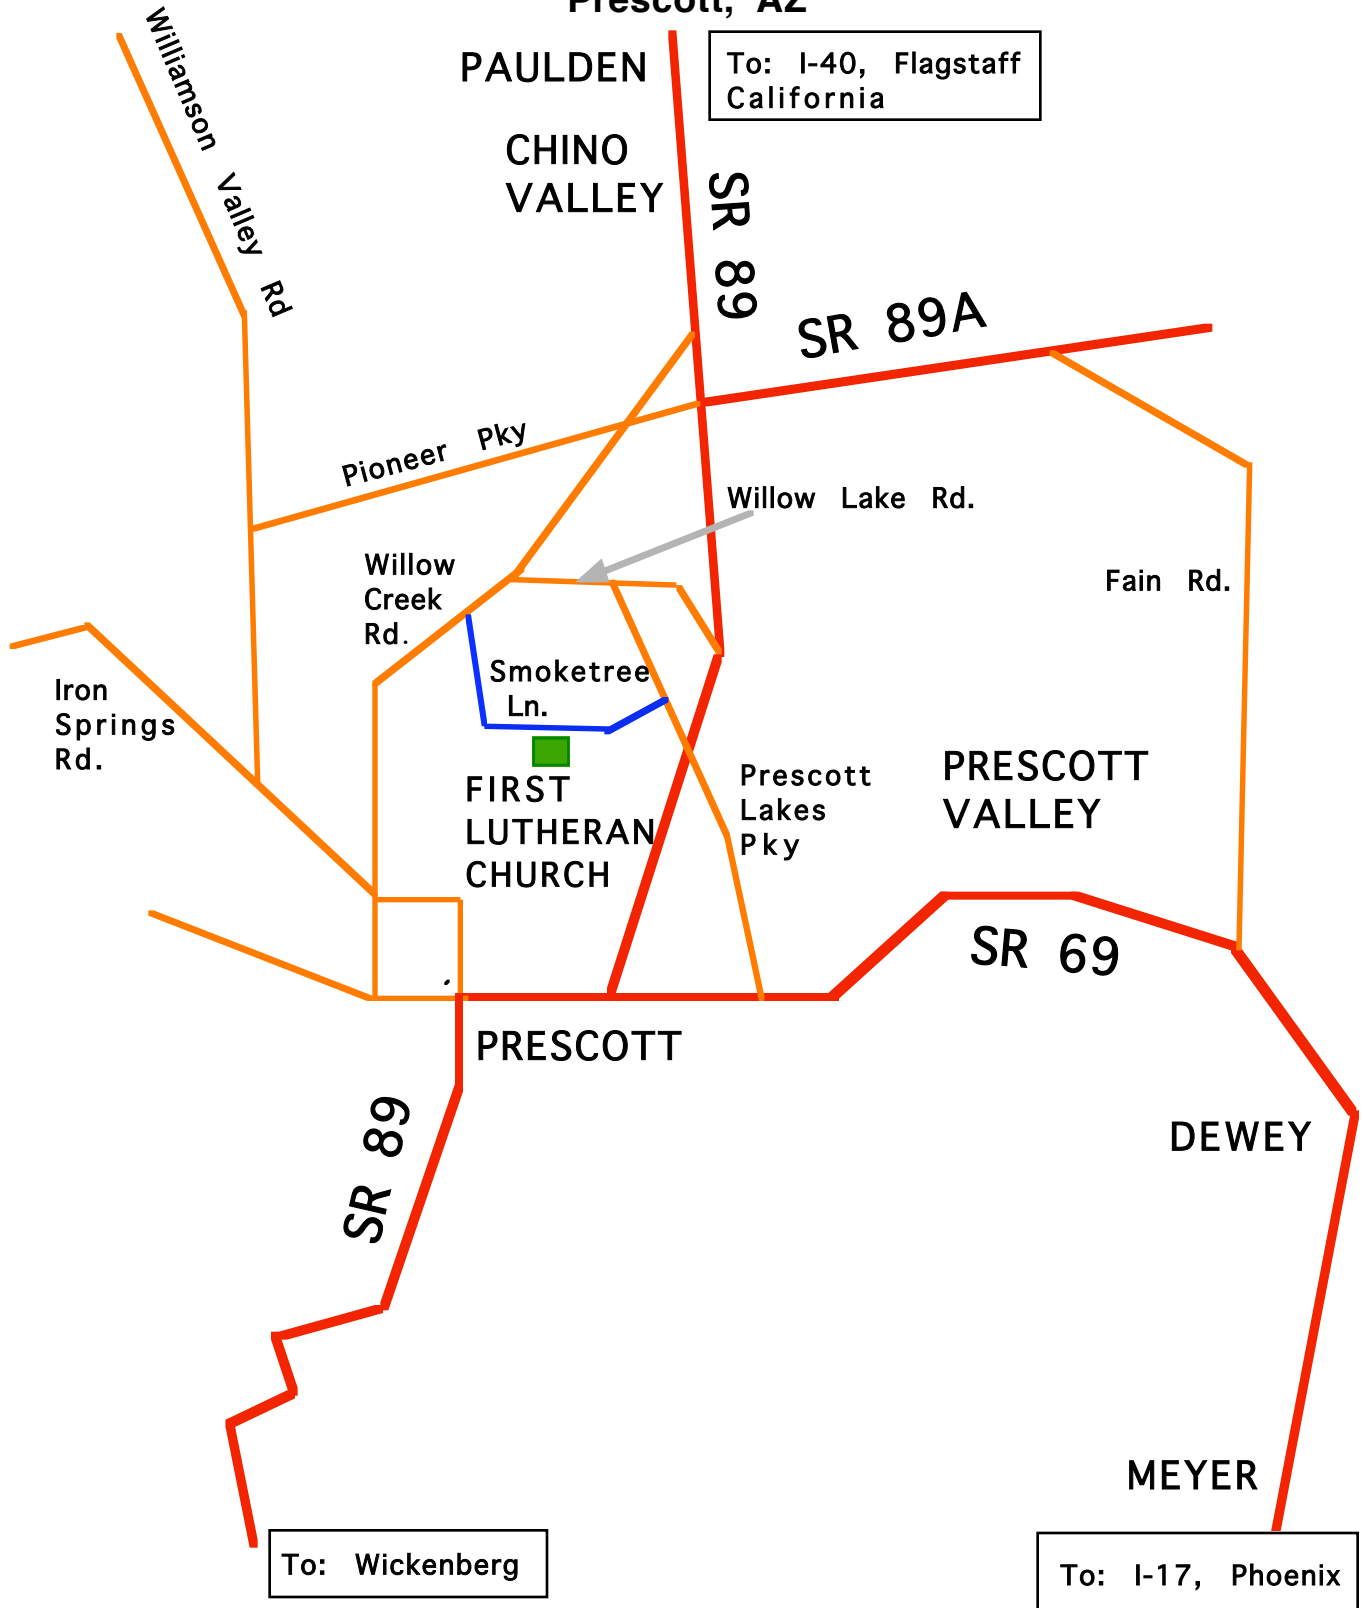 Prescott, AZ
Williamson Valley Rd
PAULDEN
To: I-40, Flagstaff
California
CHINO
VALLEY
SR 89
SR 89A
Pioneer Pky
Willow Lake Rd.
Willow
Creek
Rd.
Fain Rd.
Smoketree
Ln.
Iron
Springs
Rd.
FIRST
LUTHERAN
CHURCH
Prescott
Lakes
Pky
PRESCOTT
VALLEY
SR 69
PRESCOTT
SR 89
DEWEY
MEYER
To: Wickenberg
To: I-17, Phoenix